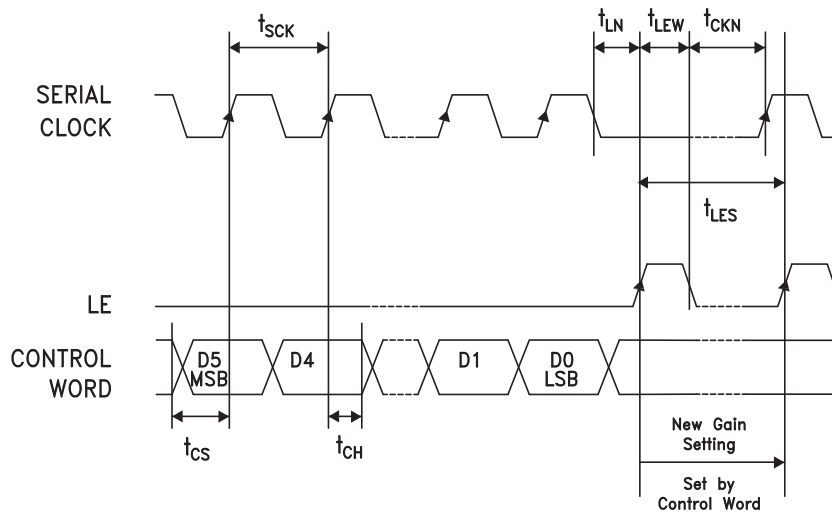 tSCK
tLN
tLEW
tCKN
SERIAL
CLOCK
tLES
LE
CONTROL
WORD
D5
MSB
D4
D1
D0
LSB
tCS
tCH
New Gain
Setting
Set by
Control Word